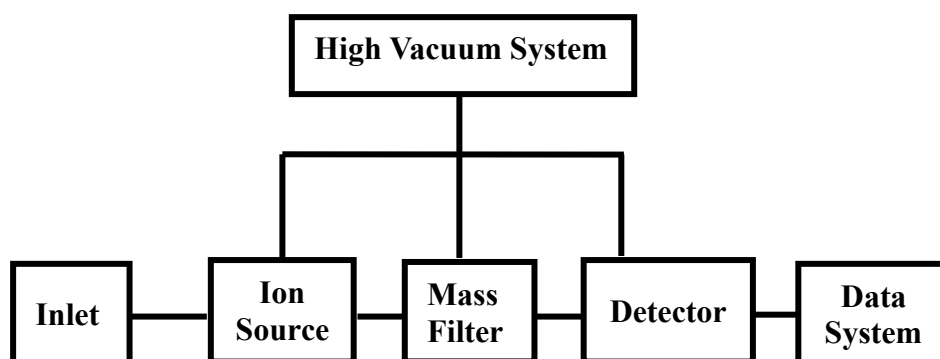 High Vacuum System
Inlet
Ion
Source
Mass
Filter
Detector
Data
System